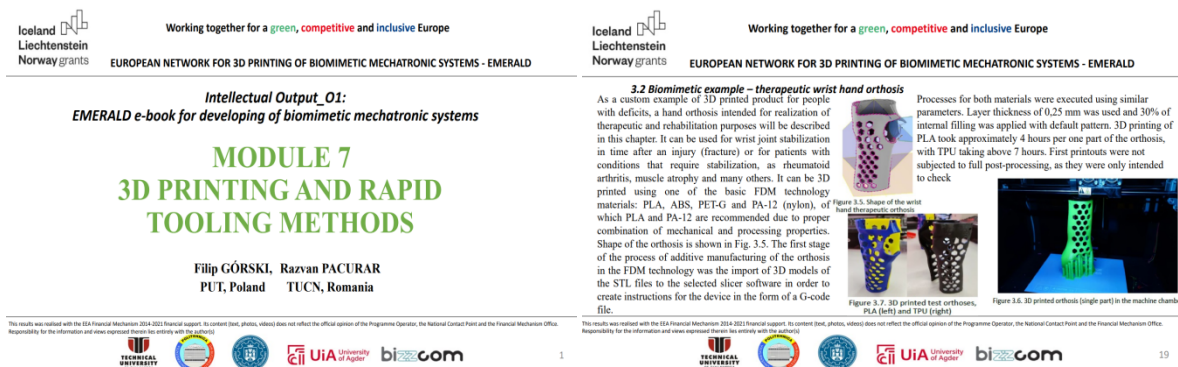 Iceland
Liechtenstein
Norway grants
Working together for a green, competitive and inclusive Europe
EUROPEAN NETWORK FOR 3D PRINTING OF BIOMIMETIC MECHATRONIC SYSTEMS - EMERALD
Intellectual Output_O1:
EMERALD e-book for developing of biomimetic mechatronic systems
MODULE 7
3D PRINTING AND RAPID
TOOLING METHODS
Filip GÓRSKI, Razvan PACURAR
PUT, Poland TUCN, Romania
This results was realised with the EEA Financial Mechanism 2014-2021 financial support. Its content (text, photos, videos) does not reflect the official opinion of the Programme Operator, the National Contact Point and the Financial Mechanism Office.
Responsibility for the information and views expressed therein lies entirely with the author(s)
TECHNICAL
UNIVERSITY
POLITEHNICA
UiA University
of Agder
bizzcom
1
Iceland
Liechtenstein
Norway grants
Working together for a green, competitive and inclusive Europe
EUROPEAN NETWORK FOR 3D PRINTING OF BIOMIMETIC MECHATRONIC SYSTEMS - EMERALD
3.2 Biomimetic example – therapeutic wrist hand orthosis
As a custom example of 3D printed product for people
with deficits, a hand orthosis intended for realization of
therapeutic and rehabilitation purposes will be described
in this chapter. It can be used for wrist joint stabilization
in time after an injury (fracture) or for patients with
conditions that require stabilization, as rheumatoid
arthritis, muscle atrophy and many others. It can be 3D
printed using one of the basic FDM technology
materials: PLA, ABS, PET-G and PA-12 (nylon), of
which PLA and PA-12 are recommended due to proper
combination of mechanical and processing properties.
Shape of the orthosis is shown in Fig. 3.5. The first stage
of the process of additive manufacturing of the orthosis
in the FDM technology was the import of 3D models of
the STL files to the selected slicer software in order to
create instructions for the device in the form of a G-code
file.
Figure 3.5. Shape of the wrist
hand therapeutic orthosis
Figure 3.7. 3D printed test orthoses,
PLA (left) and TPU (right)
Processes for both materials were executed using similar
parameters. Layer thickness of 0,25 mm was used and 30% of
internal filling was applied with default pattern. 3D printing of
PLA took approximately 4 hours per one part of the orthosis,
with TPU taking above 7 hours. First printouts were not
subjected to full post-processing, as they were only intended
to check
Figure 3.6. 3D printed orthosis (single part) in the machine chamb
This results was realised with the EEA Financial Mechanism 2014-2021 financial support. Its content (text, photos, videos) does not reflect the official opinion of the Programme Operator, the National Contact Point and the Financial Mechanism Office.
Responsibility for the information and views expressed therein lies entirely with the author(s)
TECHNICAL
UNIVERSITY
POLITEHNICA
UiA University
of Agder
bizzcom
19